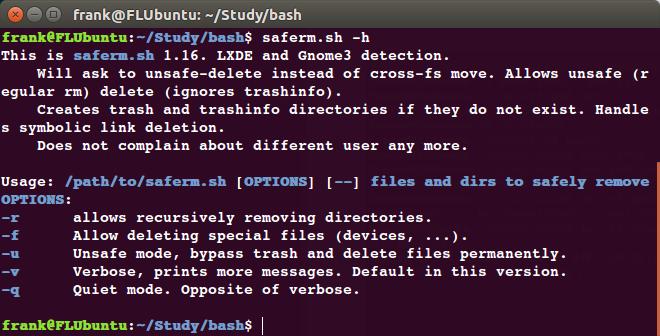 frank@FLUbuntu: ~/Study/bash
frank@FLUbuntu:~/Study/bash$ saferm.sh -h
This is saferm.sh 1.16. LXDE and Gnome3 detection.
    Will ask to unsafe-delete instead of cross-fs move. Allows unsafe (r
egular rm) delete (ignores trashinfo).
    Creates trash and trashinfo directories if they do not exist. Handle
s symbolic link deletion.
    Does not complain about different user any more.
Usage: /path/to/saferm.sh [OPTIONS] [--] files and dirs to safely remove
OPTIONS:
-r      allows recursively removing directories.
-f      Allow deleting special files (devices, ...).
-u      Unsafe mode, bypass trash and delete files permanently.
-v      Verbose, prints more messages. Default in this version.
-q      Quiet mode. Opposite of verbose.
frank@FLUbuntu:~/Study/bash$